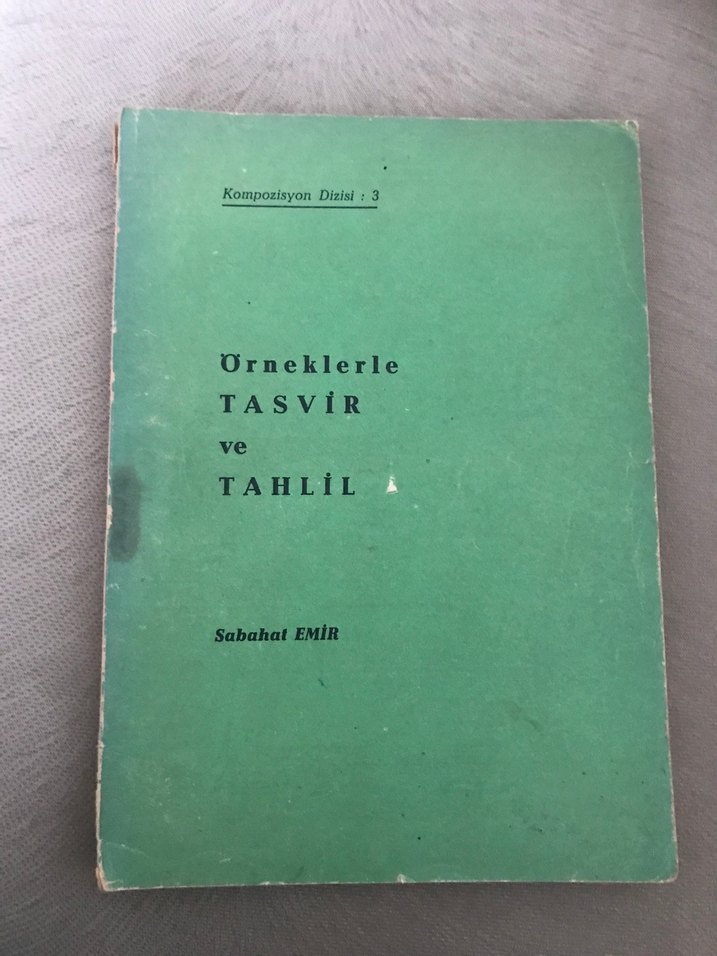 Kompozisyon Dizisi : 3
Örneklerle
TASVİR
ve
TAHLİL
Sabahat EMİR